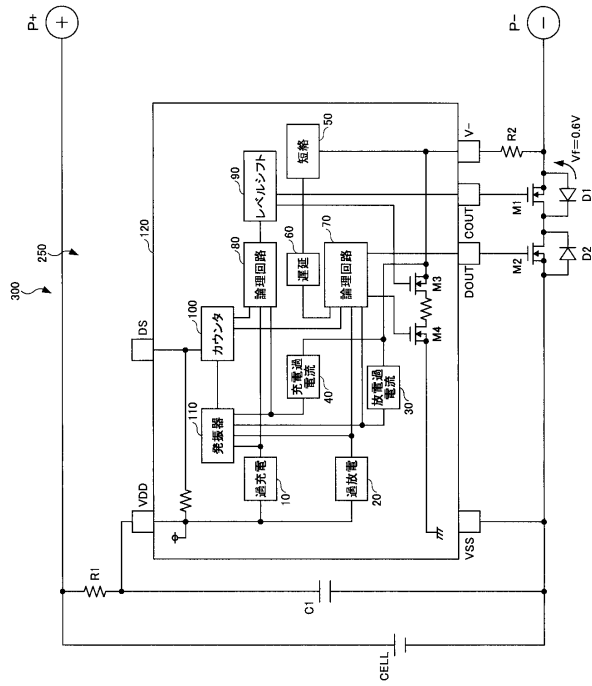 300
250
P+
+
120
DS
VDD
R1
110
発振器
100
カウンタ
80
論理回路
90
レベルシフト
短絡
50
60
遅延
70
論理回路
充電過電流
40
放電過電流
30
過充電
10
過放電
20
M3
M4
V-
COUT
DOUT
VSS
R2
C1
CELL
M1
M2
D1
D2
Vf=0.6V
P-
−